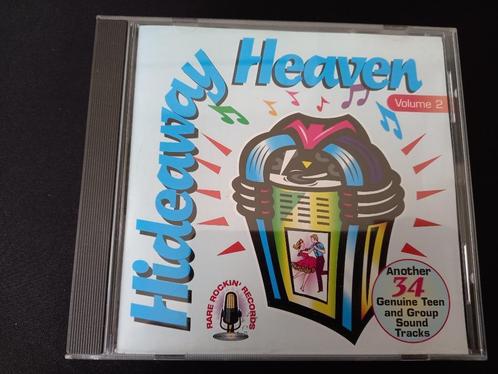 Hideaway
Heaven
Volume 2
RARE ROCKIN' RECORDS
Another
34
Genuine Teen
and Group
Sound
Tracks